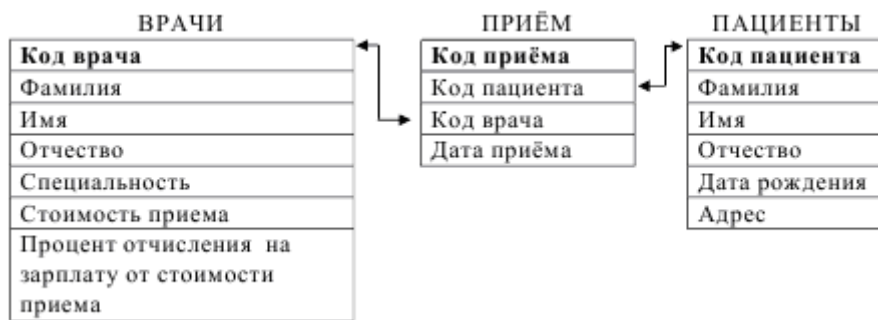 ВРАЧИ
Код врача
Фамилия
Имя
Отчество
Специальность
Стоимость приема
Процент отчисления на
зарплату от стоимости
приема
ПРИЁМ
Код приёма
Код пациента
Код врача
Дата приёма
ПАЦИЕНТЫ
Код пациента
Фамилия
Имя
Отчество
Дата рождения
Адрес